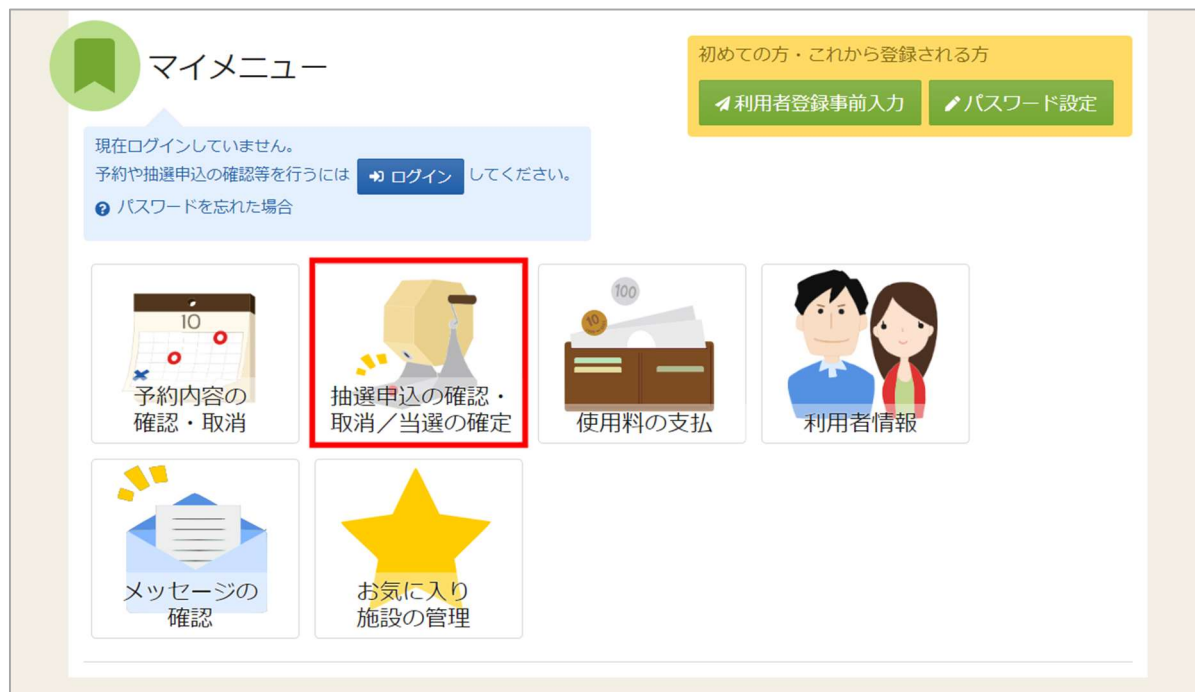 マイメニュー
初めての方・これから登録される方
利用者登録事前入力
パスワード設定
現在ログインしていません。
予約や抽選申込の確認等を行うには ログイン してください。
パスワードを忘れた場合
10
予約内容の
確認・取消
抽選申込の確認・
取消／当選の確定
100
10
使用料の支払
利用者情報
メッセージの
確認
お気に入り
施設の管理